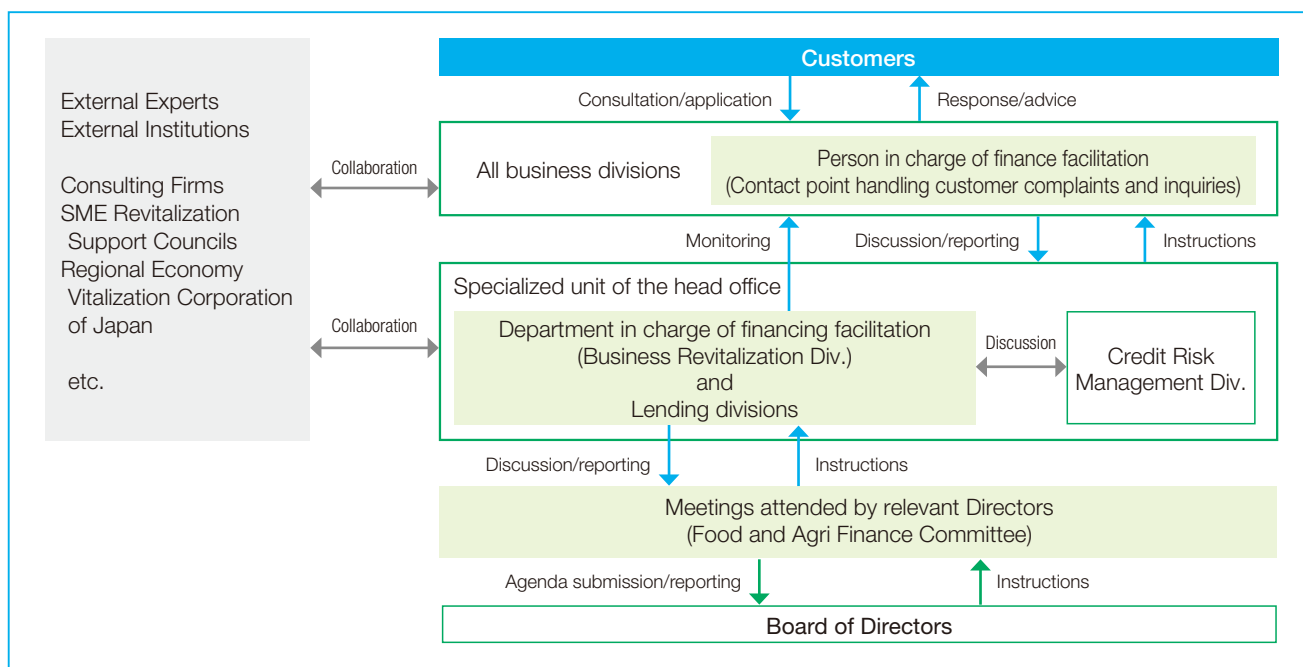 External Experts
External Institutions
Consulting Firms
SME Revitalization
Support Councils
Regional Economy
Vitalization Corporation
of Japan
etc.
Customers
Consultation/application
Response/advice
Collaboration
All business divisions
Person in charge of finance facilitation
(Contact point handling customer complaints and inquiries)
Monitoring
Discussion/reporting
Instructions
Specialized unit of the head office
Collaboration
Department in charge of financing facilitation
(Business Revitalization Div.)
and
Lending divisions
Discussion
Credit Risk
Management Div.
Discussion/reporting
Instructions
Meetings attended by relevant Directors
(Food and Agri Finance Committee)
Agenda submission/reporting
Instructions
Board of Directors